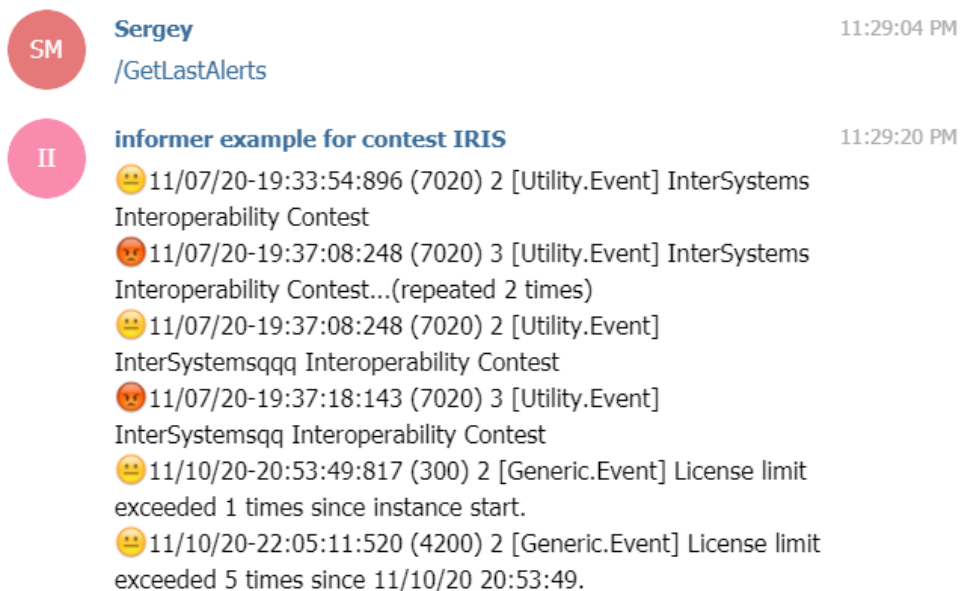 SM
Sergey
11:29:04 PM
/GetLastAlerts
II
informer example for contest IRIS
11:29:20 PM
😐11/07/20-19:33:54:896 (7020) 2 [Utility.Event] InterSystems
Interoperability Contest
😡11/07/20-19:37:08:248 (7020) 3 [Utility.Event] InterSystems
Interoperability Contest...(repeated 2 times)
😐11/07/20-19:37:08:248 (7020) 2 [Utility.Event]
InterSystemsqqq Interoperability Contest
😡11/07/20-19:37:18:143 (7020) 3 [Utility.Event]
InterSystemsqq Interoperability Contest
😐11/10/20-20:53:49:817 (300) 2 [Generic.Event] License limit
exceeded 1 times since instance start.
😐11/10/20-22:05:11:520 (4200) 2 [Generic.Event] License limit
exceeded 5 times since 11/10/20 20:53:49.